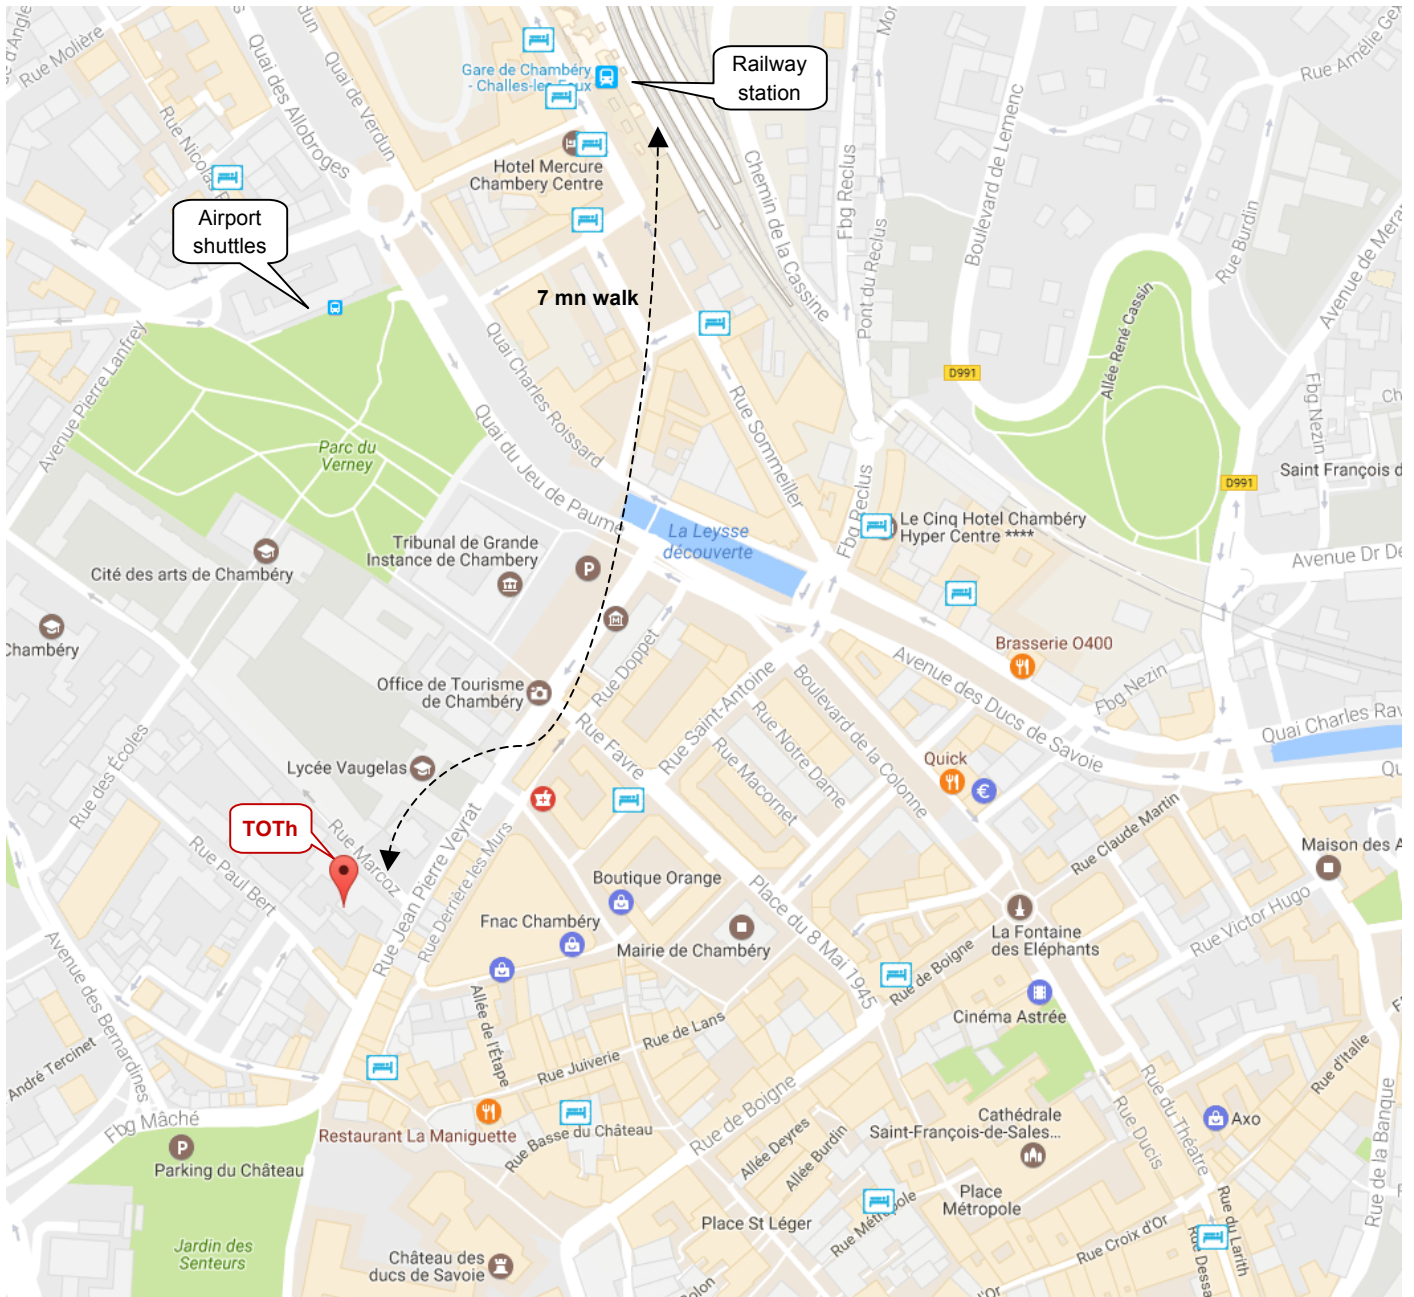 Rue Molière
Quai des Allobroges
Quai de Verdun
Gare de Chambéry
- Challes-les-Eaux
Railway
station
Rue Amélie
Boulevard de Lemenc
Fbg Reclus
Chemin de la Cassine
Pont du Reclus
Rue Burdin
Avenue de
Hotel Mercure
Chambery Centre
Rue Nicolas
Airport
shuttles
7 mn walk
Avenue Pierre Lanfrey
Quai Charles Roissard
Allée René Cassin
D991
Fbg Nezin
Ch
Rue Sommeiller
Quai du Jeu de Paume
Parc du
Verney
Saint François d
D991
Fbg Reclus
La Leysse
découverte
Le Cinq Hotel Chambéry
Hyper Centre ****
Tribunal de Grande
Instance de Chambery
P
Avenue Dr De
Cité des arts de Chambéry
Chambéry
M
Rue Doppet
Brasserie O400
Avenue des Ducs de Savoie
Fbg Nezin
Office de Tourisme
de Chambéry
Rue Saint-Antoine
Boulevard de la Colonne
Rue Notre Dame
Rue Macornet
Rue Favre
Quai Charles Rav
Qu
Rue des Écoles
Lycée Vaugelas
Quick
€
TOTh
Rue Marcoz
Rue Paul Bert
Rue Jean Pierre Veyrat
Rue Derrière les Murs
Rue Claude Martin
Maison des A
Boutique Orange
Place du 8 Mai 1945
Fnac Chambéry
Mairie de Chambéry
La Fontaine
des Eléphants
Rue Victor Hugo
Rue de Boigne
Avenue des Bernardines
Allée de l'Étape
Cinéma Astrée
Rue de Lans
Rue Juiverie
André Tercinet
Rue d'Italie
Fbg Mâché
Restaurant La Maniguette
Rue Basse du Château
Rue de Boigne
Cathédrale
Saint-François-de-Sales...
Rue Ducis
Rue du Théâtre
Axo
P
Parking du Château
Allée Deyres
Allée Burdin
Rue de la Banque
Place
Métropole
Rue Métropole
Place St Léger
Rue Croix d'Or
Rue du Larith
Rue Dessa
Jardin des
Senteurs
Château des
ducs de Savoie
olon
d'Or